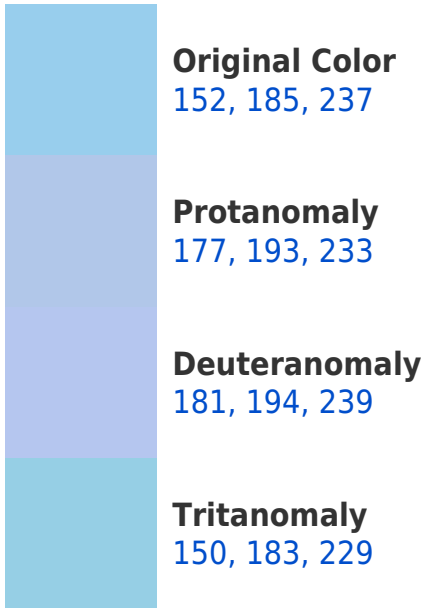 Original Color
152, 185, 237
Protanomaly
177, 193, 233
Deuteranomaly
181, 194, 239
Tritanomaly
150, 183, 229